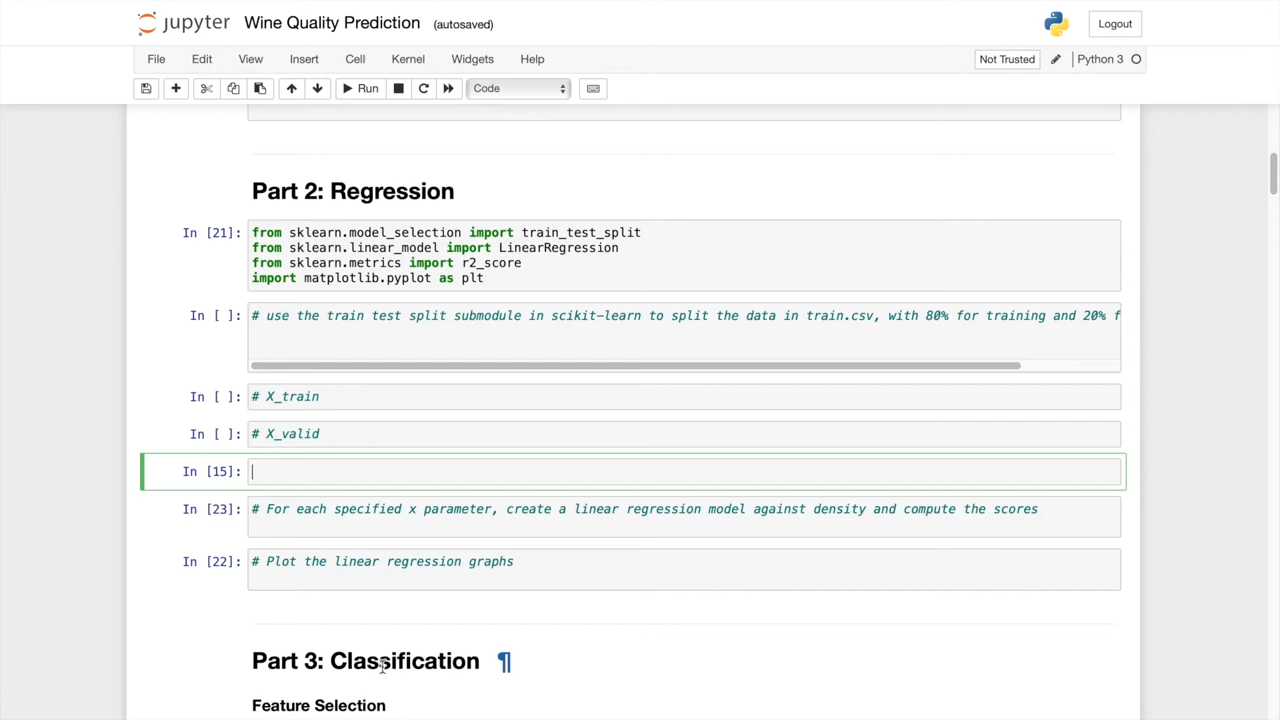 jupyter Wine Quality Prediction (autosaved) Logout
File Edit View Insert Cell Kernel Widgets Help Not Trusted Python 3
Run Code
Part 2: Regression
In [21]: from sklearn.model_selection import train_test_split
from sklearn.linear_model import LinearRegression
from sklearn.metrics import r2_score
import matplotlib.pyplot as plt
In [ ]: # use the train test split submodule in scikit-learn to split the data in train.csv, with 80% for training and 20% f
In [ ]: # X_train
In [ ]: # X_valid
In [15]:
In [23]: # For each specified x parameter, create a linear regression model against density and compute the scores
In [22]: # Plot the linear regression graphs
Part 3: Classification ¶
Feature Selection